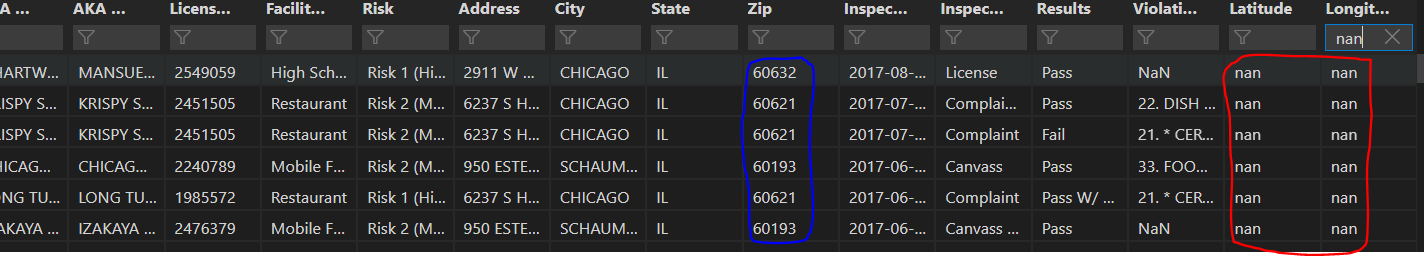 A ... AKA ... Licens... Facilit... Risk Address City State Zip Inspec... Inspec... Results Violati... Latitude Longit...
nan
HARTW... MANSUE... 2549059 High Sch... Risk 1 (Hi... 2911 W ... CHICAGO IL 60632 2017-08-... License Pass NaN nan nan
RISPY S... KRISPY S... 2451505 Restaurant Risk 2 (M... 6237 S H... CHICAGO IL 60621 2017-07-... Complai... Pass 22. DISH ... nan nan
RISPY S... KRISPY S... 2451505 Restaurant Risk 2 (M... 6237 S H... CHICAGO IL 60621 2017-07-... Complaint Fail 21. * CER... nan nan
HICAG... CHICAG... 2240789 Mobile F... Risk 2 (M... 950 ESTE... SCHAUM... IL 60193 2017-06-... Canvass Pass 33. FOO... nan nan
ONG TU... LONG TU... 1985572 Restaurant Risk 1 (Hi... 6237 S H... CHICAGO IL 60621 2017-06-... Complaint Pass W/ ... 21. * CER... nan nan
AKAYA ... IZAKAYA ... 2476379 Mobile F... Risk 2 (M... 950 ESTE... SCHAUM... IL 60193 2017-06-... Canvass ... Pass NaN nan nan